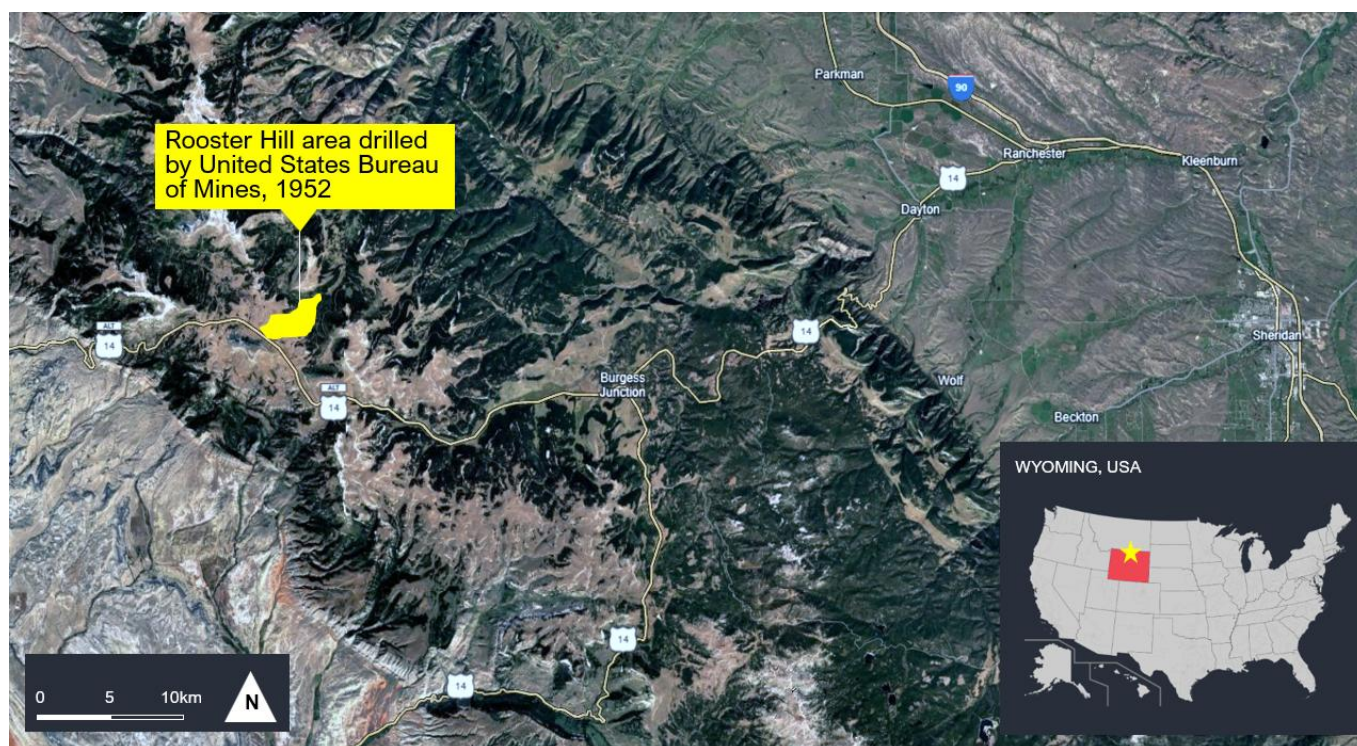 Parkman
90
Rooster Hill area drilled
by United States Bureau
of Mines, 1952
Ranchester
Kleenburn
14
Dayton
ALT
14
14
Sheridan
Burgess
Junction
Wolf
ALT
14
Beckton
WYOMING, USA
14
14
0 5 10km
N